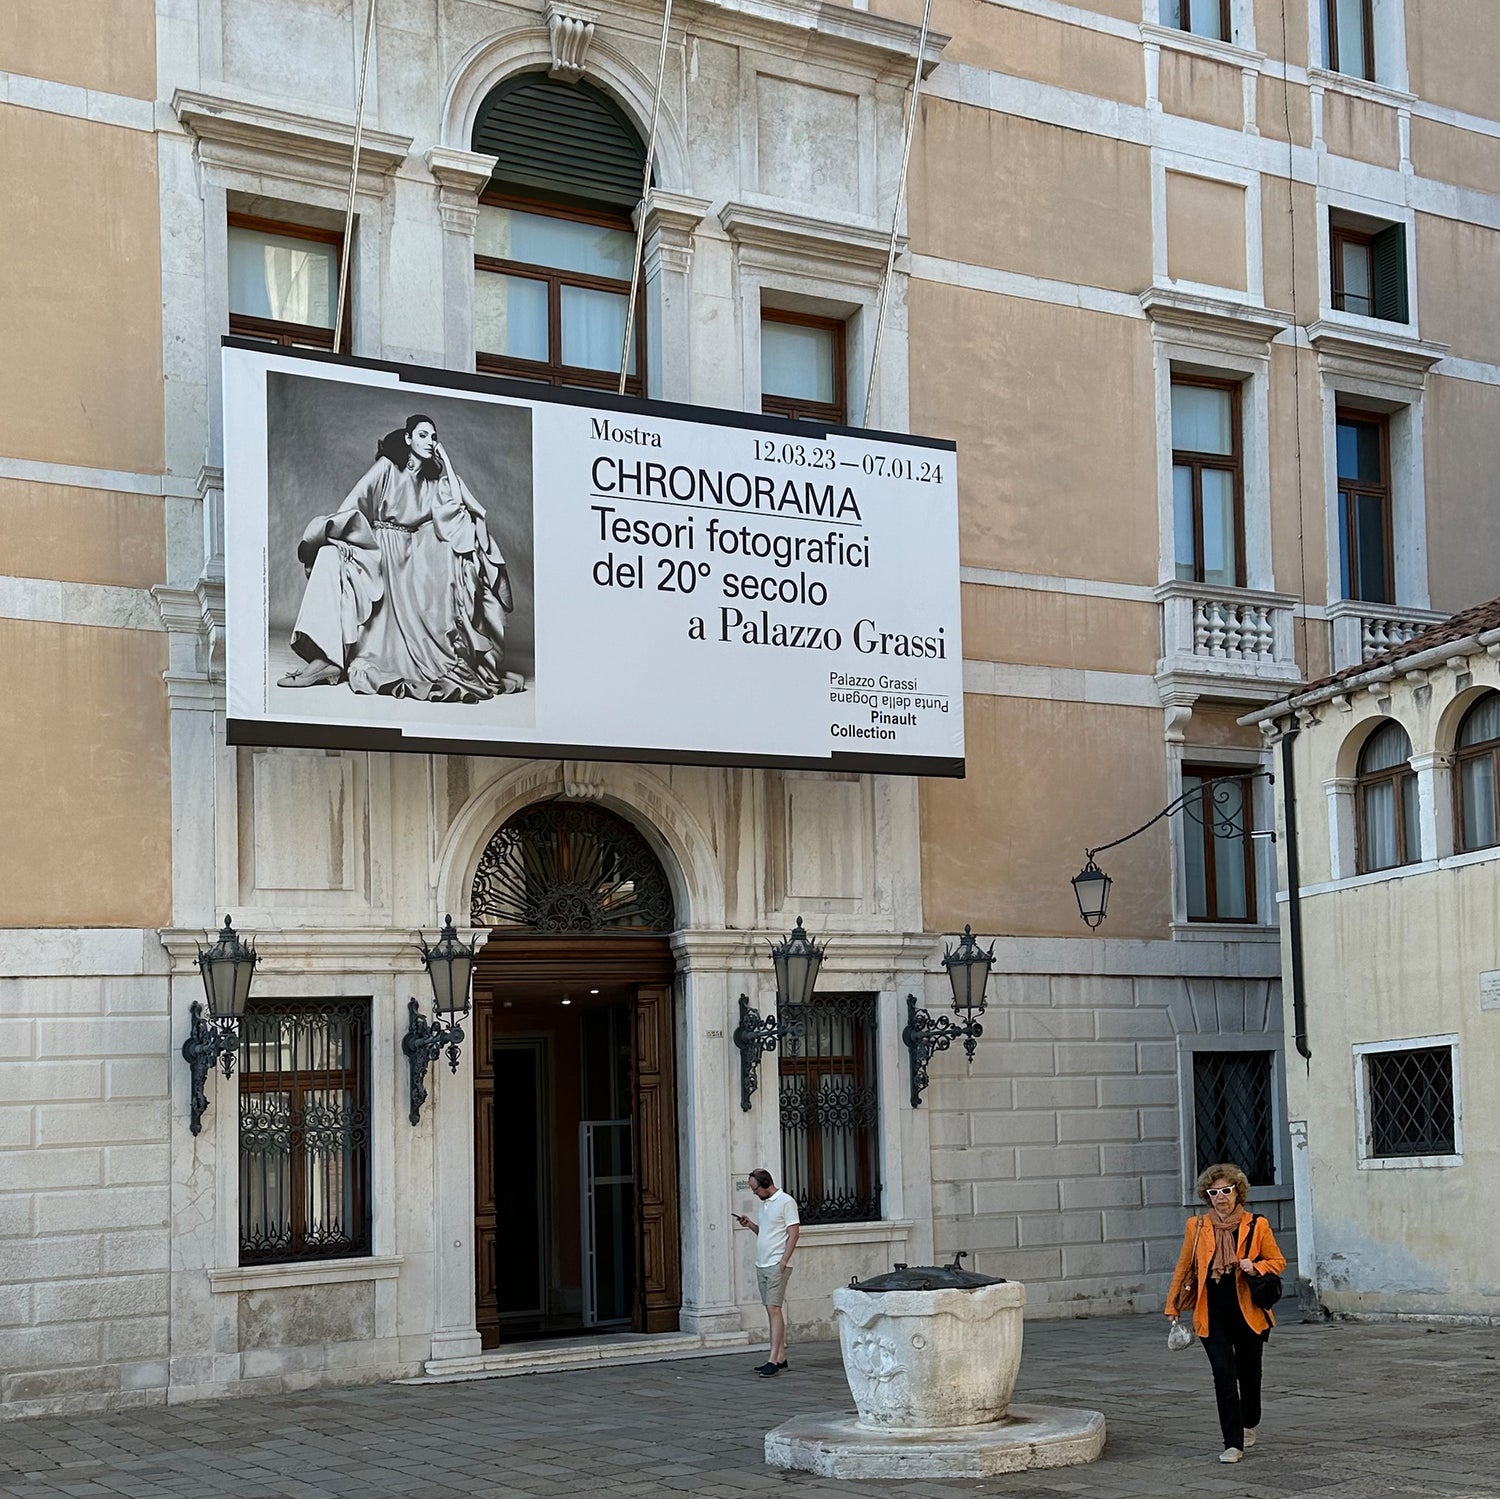 Mostra
12.03.23—07.01.24
CHRONORAMA
Tesori fotografici
del 20° secolo
a Palazzo Grassi
Palazzo Grassi
Punta della Dogana
Pinault
Collection